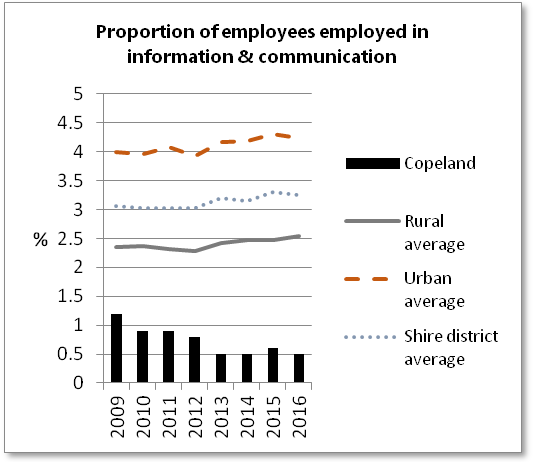 Proportion of employees employed in
information & communication
5
4.5
4
3.5
3
2.5
2
1.5
1
0.5
0
%
2009
2010
2011
2012
2013
2014
2015
2016
Copeland
Rural
average
Urban
average
Shire district
average